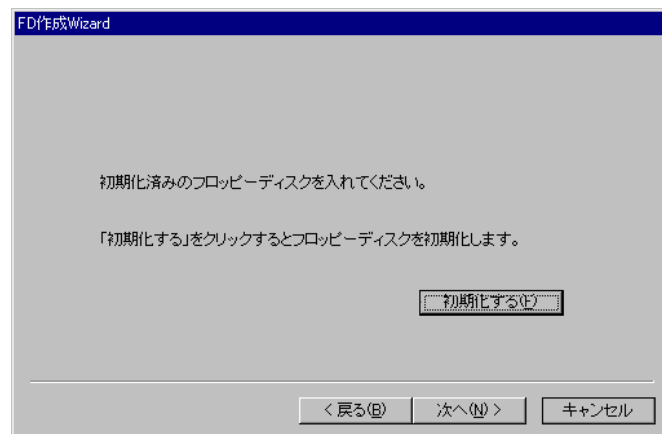 FD作成Wizard
初期化済みのフロッピーディスクを入れてください。
「初期化する」をクリックするとフロッピーディスクを初期化します。
初期化する(F)
< 戻る(B)
次へ(N) >
キャンセル